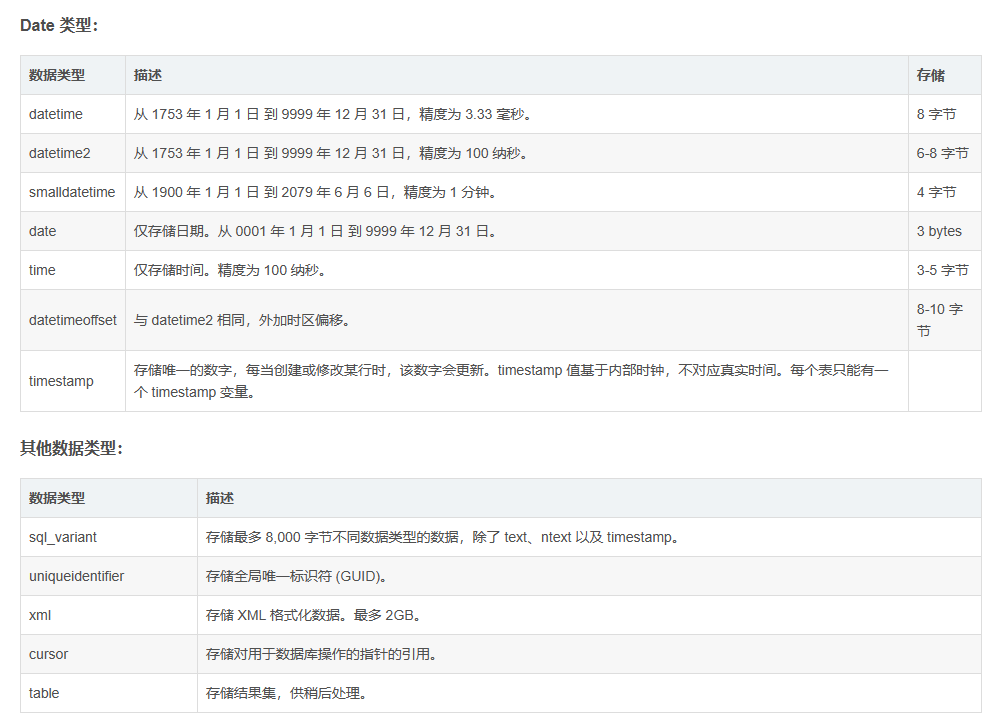 Date 类型：
数据类型 描述 存储
datetime 从 1753 年 1 月 1 日 到 9999 年 12 月 31 日，精度为 3.33 毫秒。 8 字节
datetime2 从 1753 年 1 月 1 日 到 9999 年 12 月 31 日，精度为 100 纳秒。 6-8 字节
smalldatetime 从 1900 年 1 月 1 日 到 2079 年 6 月 6 日，精度为 1 分钟。 4 字节
date 仅存储日期。从 0001 年 1 月 1 日 到 9999 年 12 月 31 日。 3 bytes
time 仅存储时间。精度为 100 纳秒。 3-5 字节
datetimeoffset 与 datetime2 相同，外加时区偏移。 8-10 字
节
timestamp 存储唯一的数字，每当创建或修改某行时，该数字会更新。timestamp 值基于内部时钟，不对应真实时间。每个表只能有一
个 timestamp 变量。
其他数据类型：
数据类型 描述
sql_variant 存储最多 8,000 字节不同数据类型的数据，除了 text、ntext 以及 timestamp。
uniqueidentifier 存储全局唯一标识符 (GUID)。
xml 存储 XML 格式化数据。最多 2GB。
cursor 存储对用于数据库操作的指针的引用。
table 存储结果集，供稍后处理。